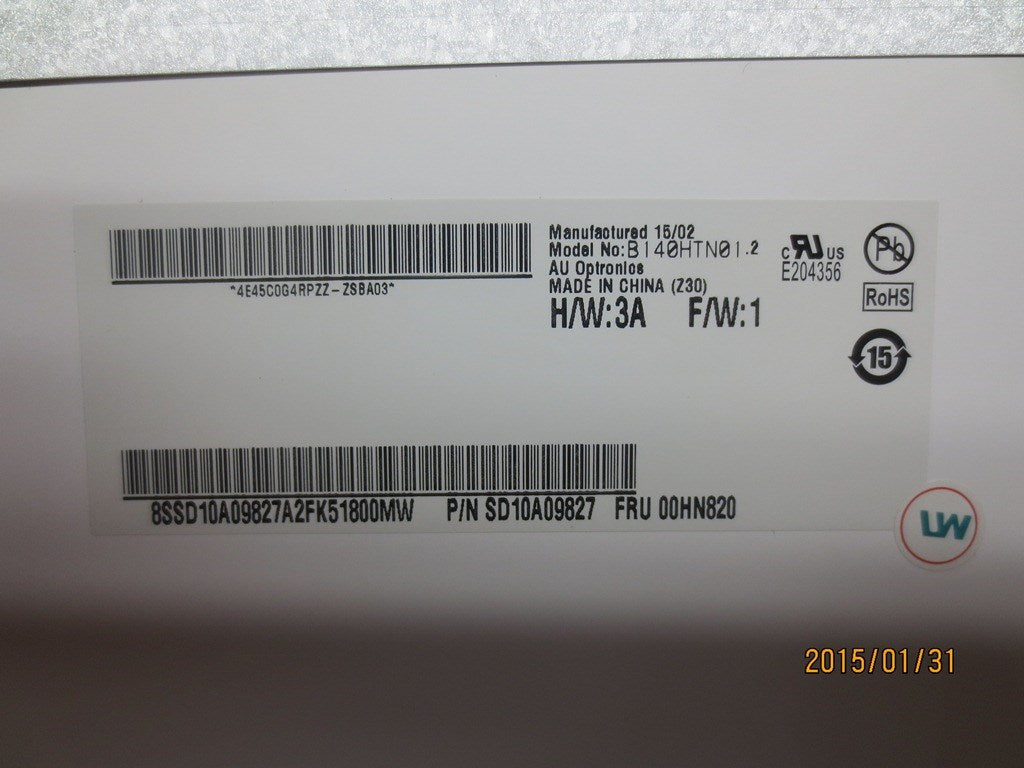 Manufactured 15/02
Model No:B140HTN01.2
AU Optronics
MADE IN CHINA (Z30)
H/W:3A F/W:1
*4E45C0G4RPZZ-ZSBA03*
c RU US
E204356
Pb
RoHS
15
8SSD10A09827A2FK51800MW P/N SD10A09827 FRU 00HN820
LW
2015/01/31